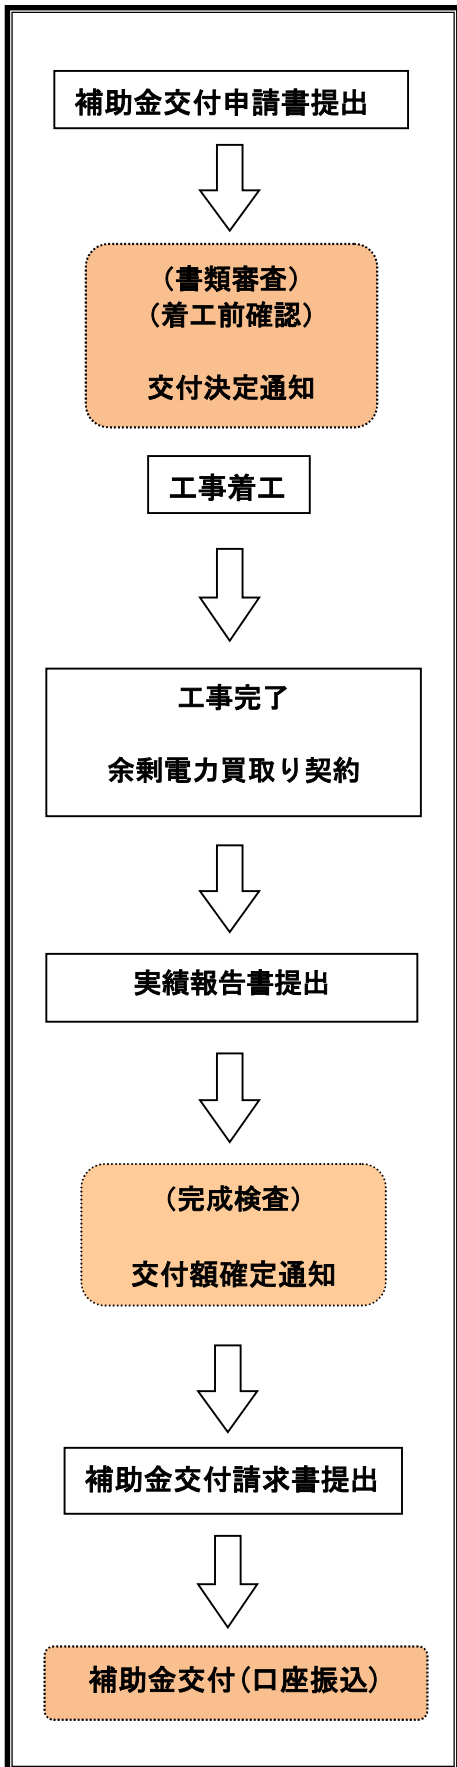 補助金交付申請書提出
（書類審査）
（着工前確認）
交付決定通知
工事着工
工事完了
余剰電力買取り契約
実績報告書提出
（完成検査）
交付額確定通知
補助金交付請求書提出
補助金交付（口座振込）